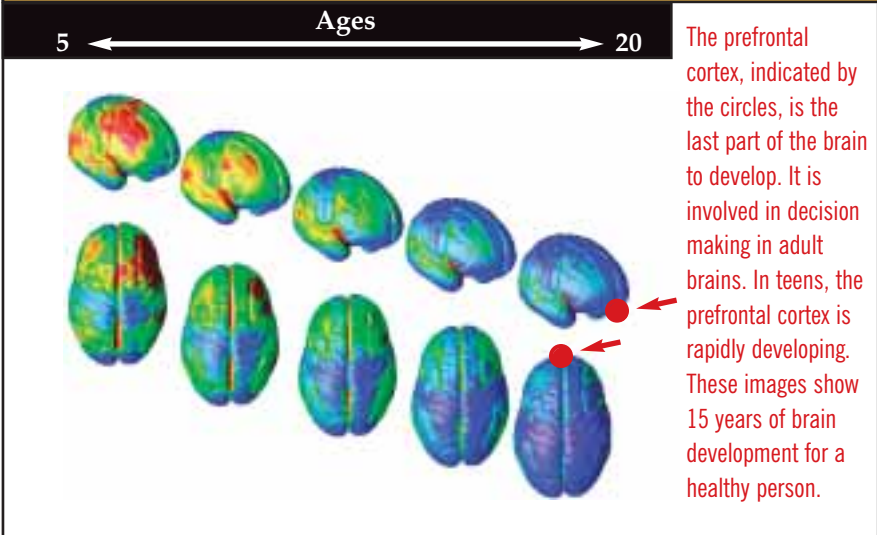 Ages
5 20
The prefrontal
cortex, indicated by
the circles, is the
last part of the brain
to develop. It is
involved in decision
making in adult
brains. In teens, the
prefrontal cortex is
rapidly developing.
These images show
15 years of brain
development for a
healthy person.